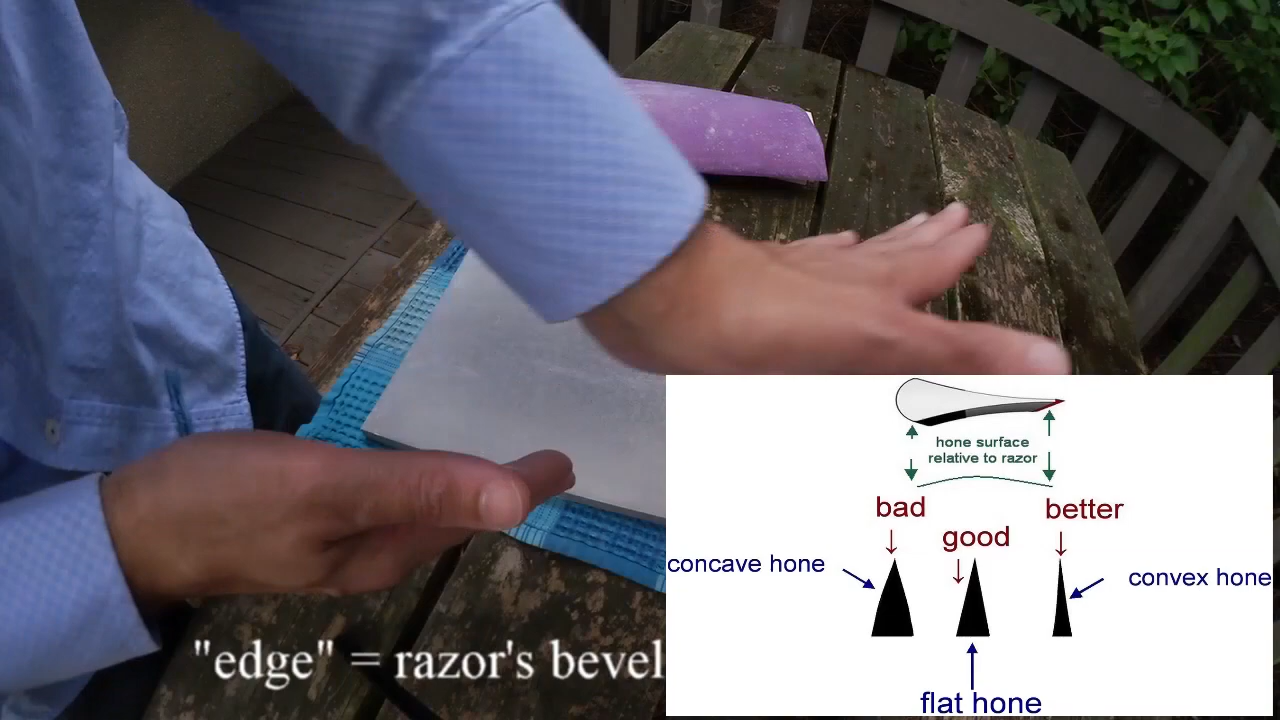 hone surface
relative to razor
bad
better
good
concave hone
convex hone
"edge" = razor's bevel
flat hone